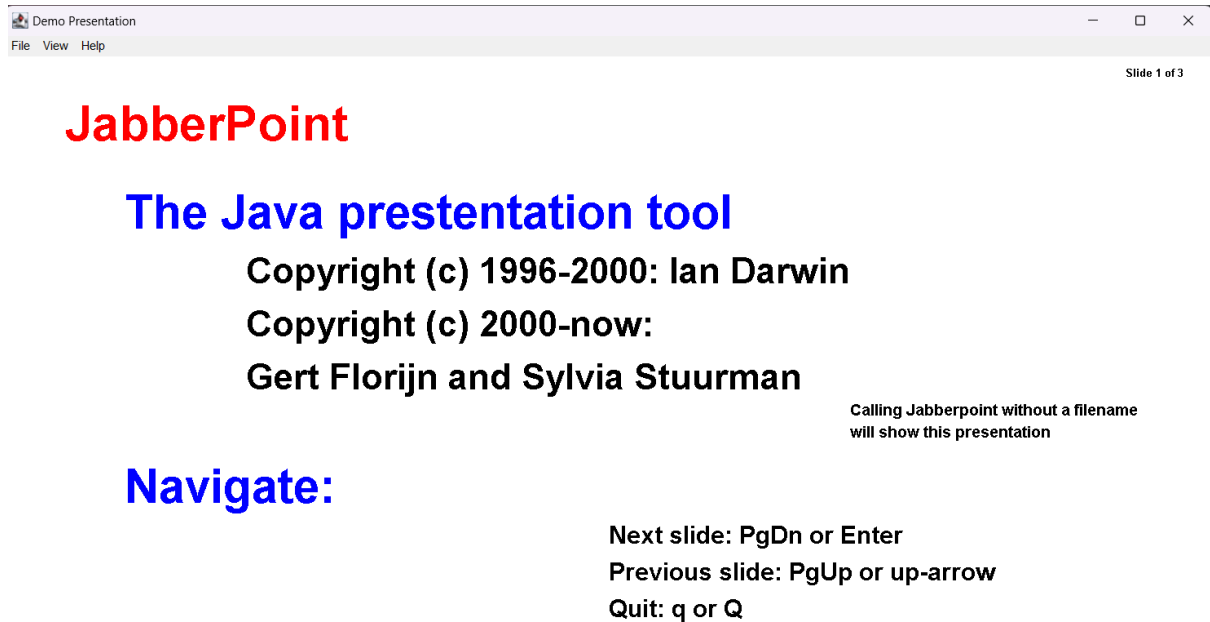 Demo Presentation
File View Help
Slide 1 of 3
JabberPoint
The Java prestentation tool
Copyright (c) 1996-2000: Ian Darwin
Copyright (c) 2000-now:
Gert Florijn and Sylvia Stuurman
Calling Jabberpoint without a filename
will show this presentation
Navigate:
Next slide: PgDn or Enter
Previous slide: PgUp or up-arrow
Quit: q or Q